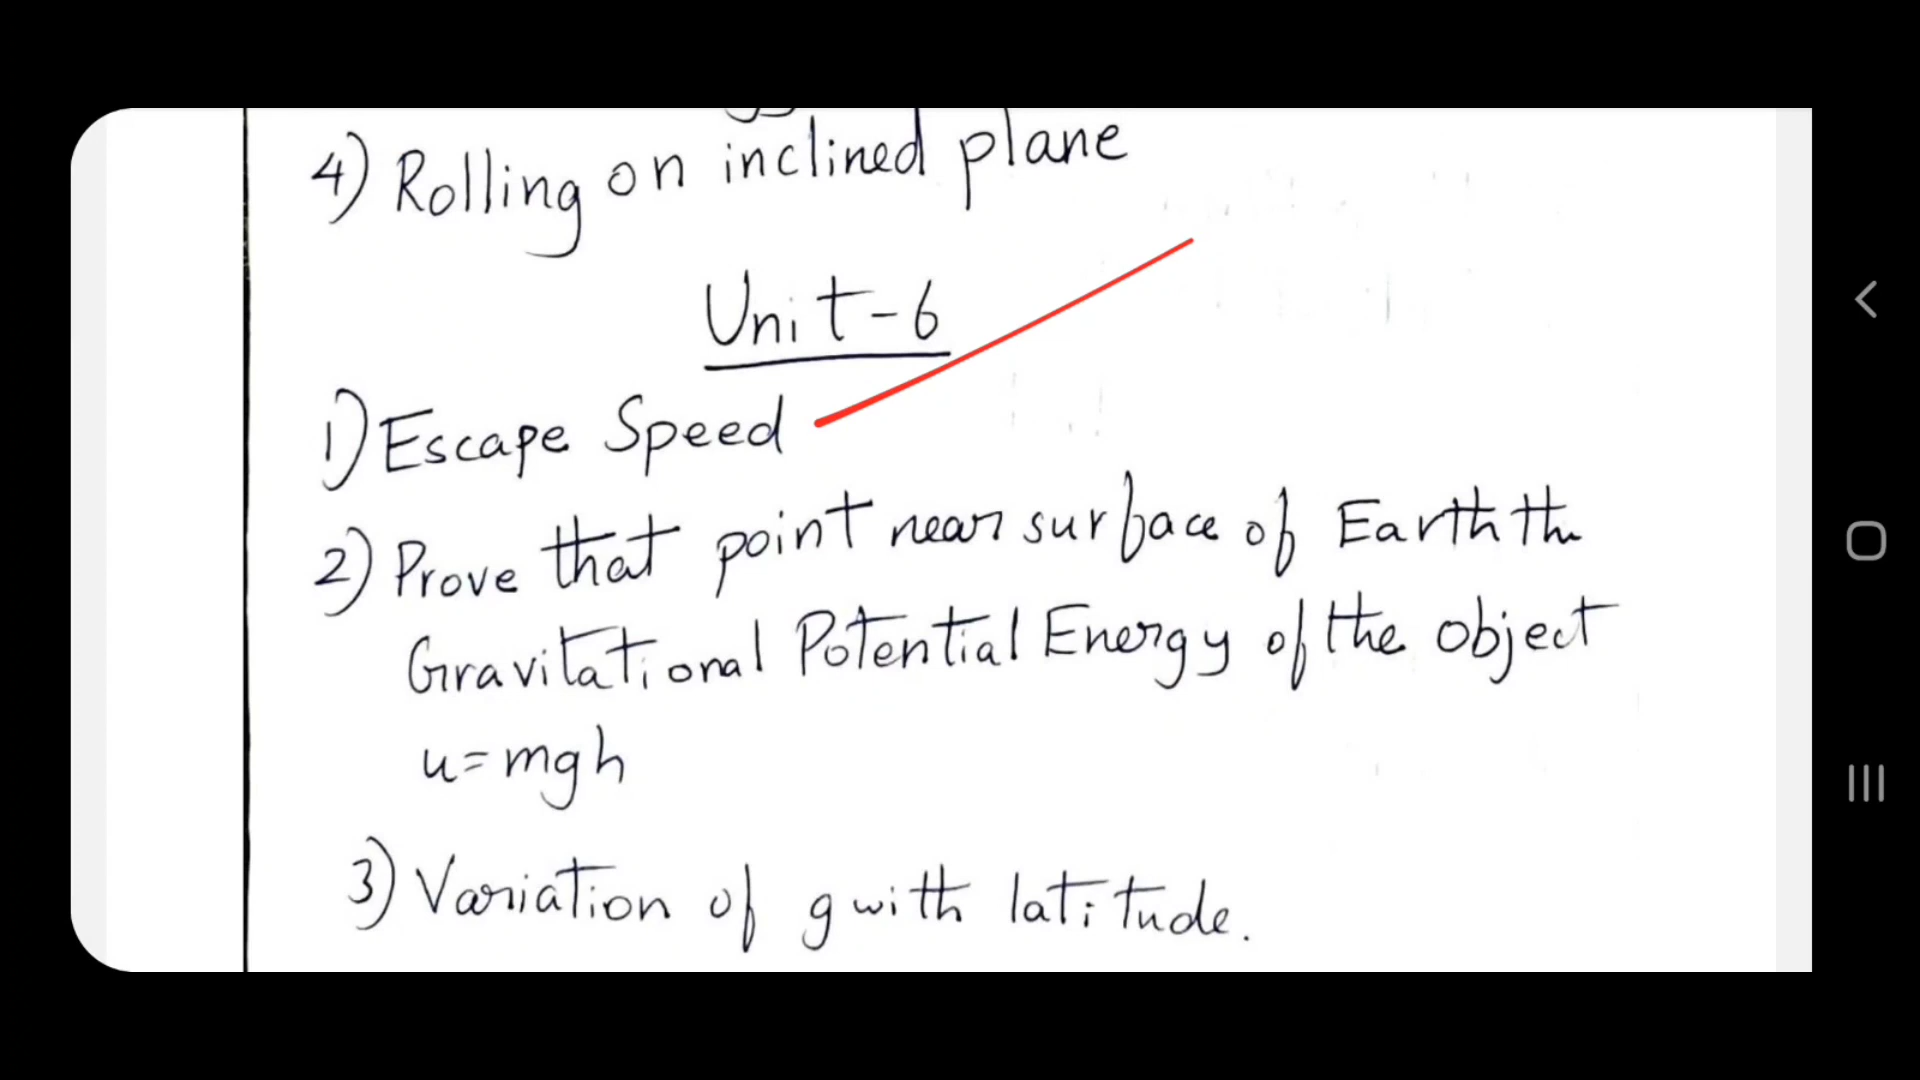 4) Rolling on inclined plane
Unit-6
1) Escape Speed
2) Prove that point near surface of Earth the
Gravitational Potential Energy of the object
u=mgh
3) Variation of g with latitude.